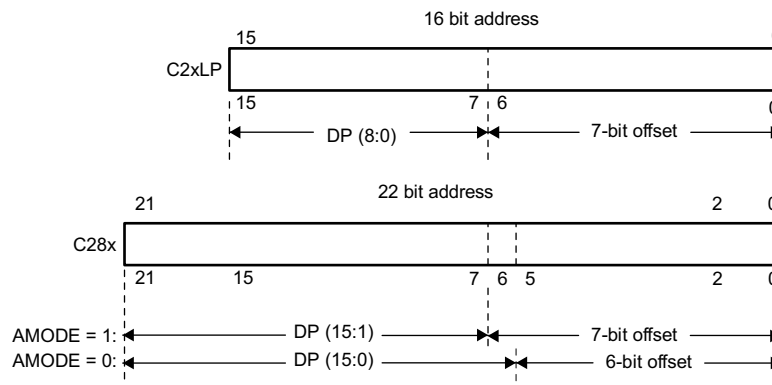 16 bit address
15
C2xLP
15 7 6
DP (8:0) 7-bit offset
22 bit address
21 2 0
C28x
21 15 7 6 5 2 0
AMODE = 1: DP (15:1) 7-bit offset
AMODE = 0: DP (15:0) 6-bit offset